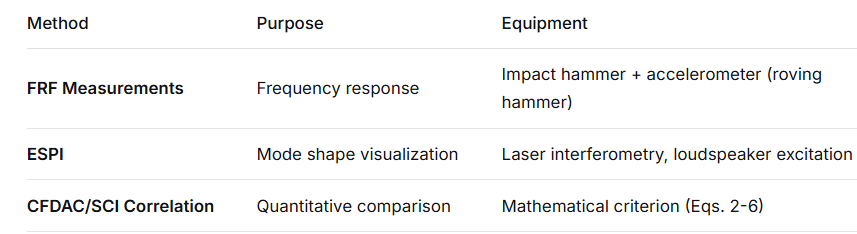 Method Purpose Equipment
FRF Measurements Frequency response Impact hammer + accelerometer (roving
hammer)
ESPI Mode shape visualization Laser interferometry, loudspeaker excitation
CFDAC/SCI Correlation Quantitative comparison Mathematical criterion (Eqs. 2-6)